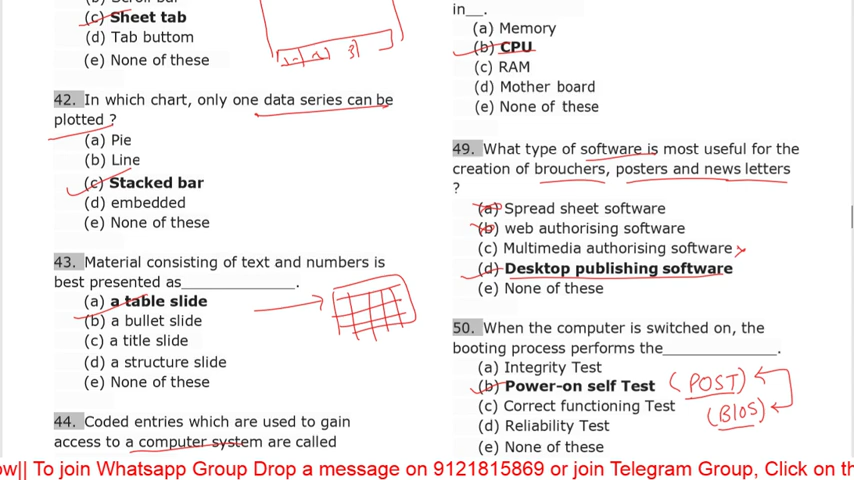 (c) Sheet tab
(d) Tab buttom
(e) None of these
42. In which chart, only one data series can be
plotted ?
(a) Pie
(b) Line
(c) Stacked bar
(d) embedded
(e) None of these
43. Material consisting of text and numbers is
best presented as____________.
(a) a table slide
(b) a bullet slide
(c) a title slide
(d) a structure slide
(e) None of these
44. Coded entries which are used to gain
access to a computer system are called
in__.
(a) Memory
(b) CPU
(c) RAM
(d) Mother board
(e) None of these
49. What type of software is most useful for the
creation of brouchers, posters and news letters
?
(a) Spread sheet software
(b) web authorising software
(c) Multimedia authorising software
(d) Desktop publishing software
(e) None of these
50. When the computer is switched on, the
booting process performs the____________.
(a) Integrity Test
(b) Power-on self Test (POST)
(c) Correct functioning Test (BIOS)
(d) Reliability Test
(e) None of these
ow|| To join Whatsapp Group Drop a message on 9121815869 or join Telegram Group, Click on th